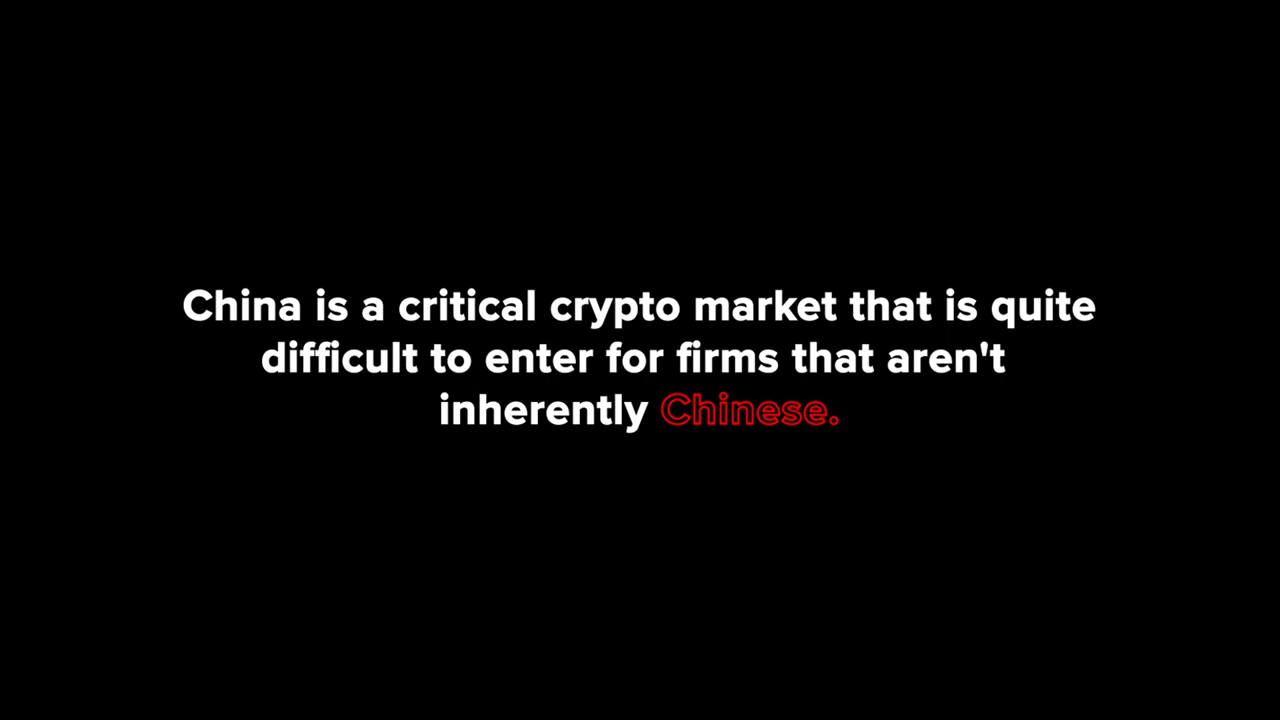 China is a critical crypto market that is quite
difficult to enter for firms that aren't
inherently Chinese.